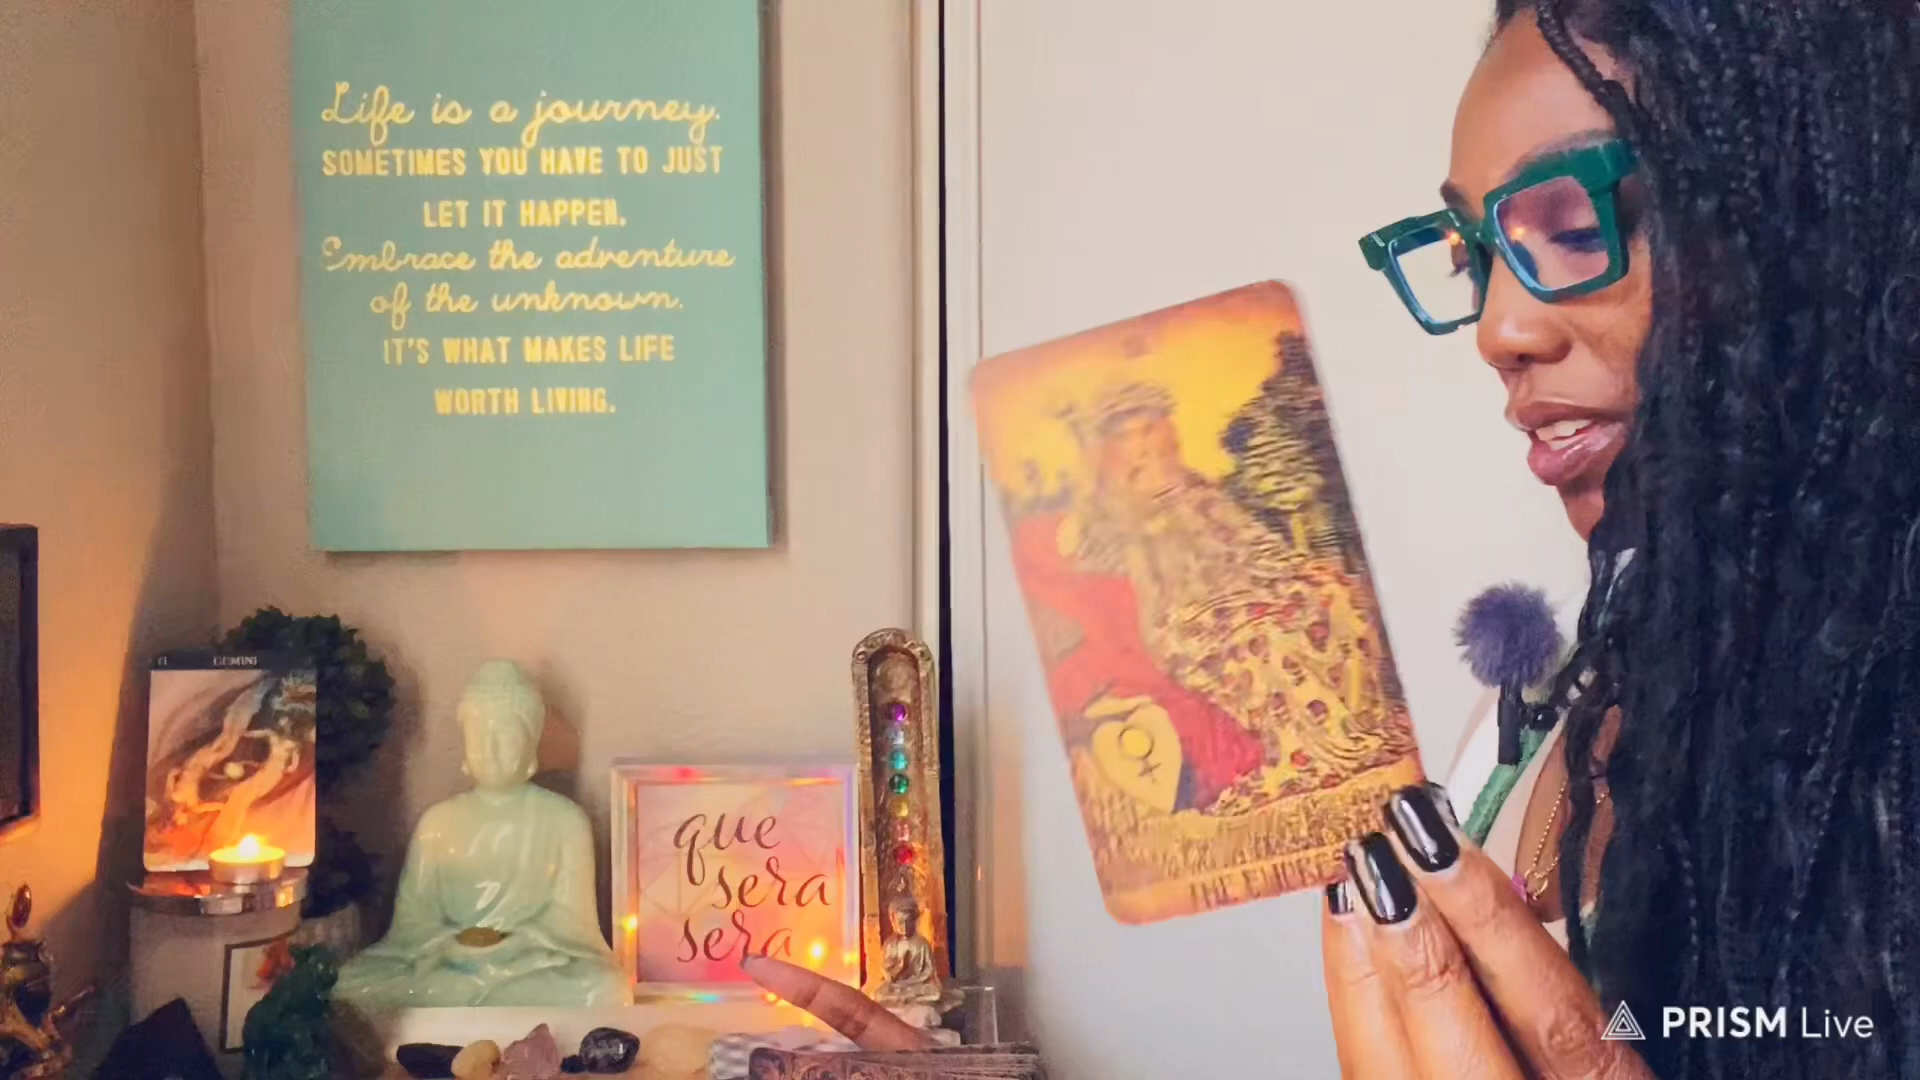 Life is a journey.
SOMETIMES YOU HAVE TO JUST
LET IT HAPPEN.
Embrace the adventure
of the unknown.
IT'S WHAT MAKES LIFE
WORTH LIVING.
GEMINI
que
sera
sera
THE
PRISM Live